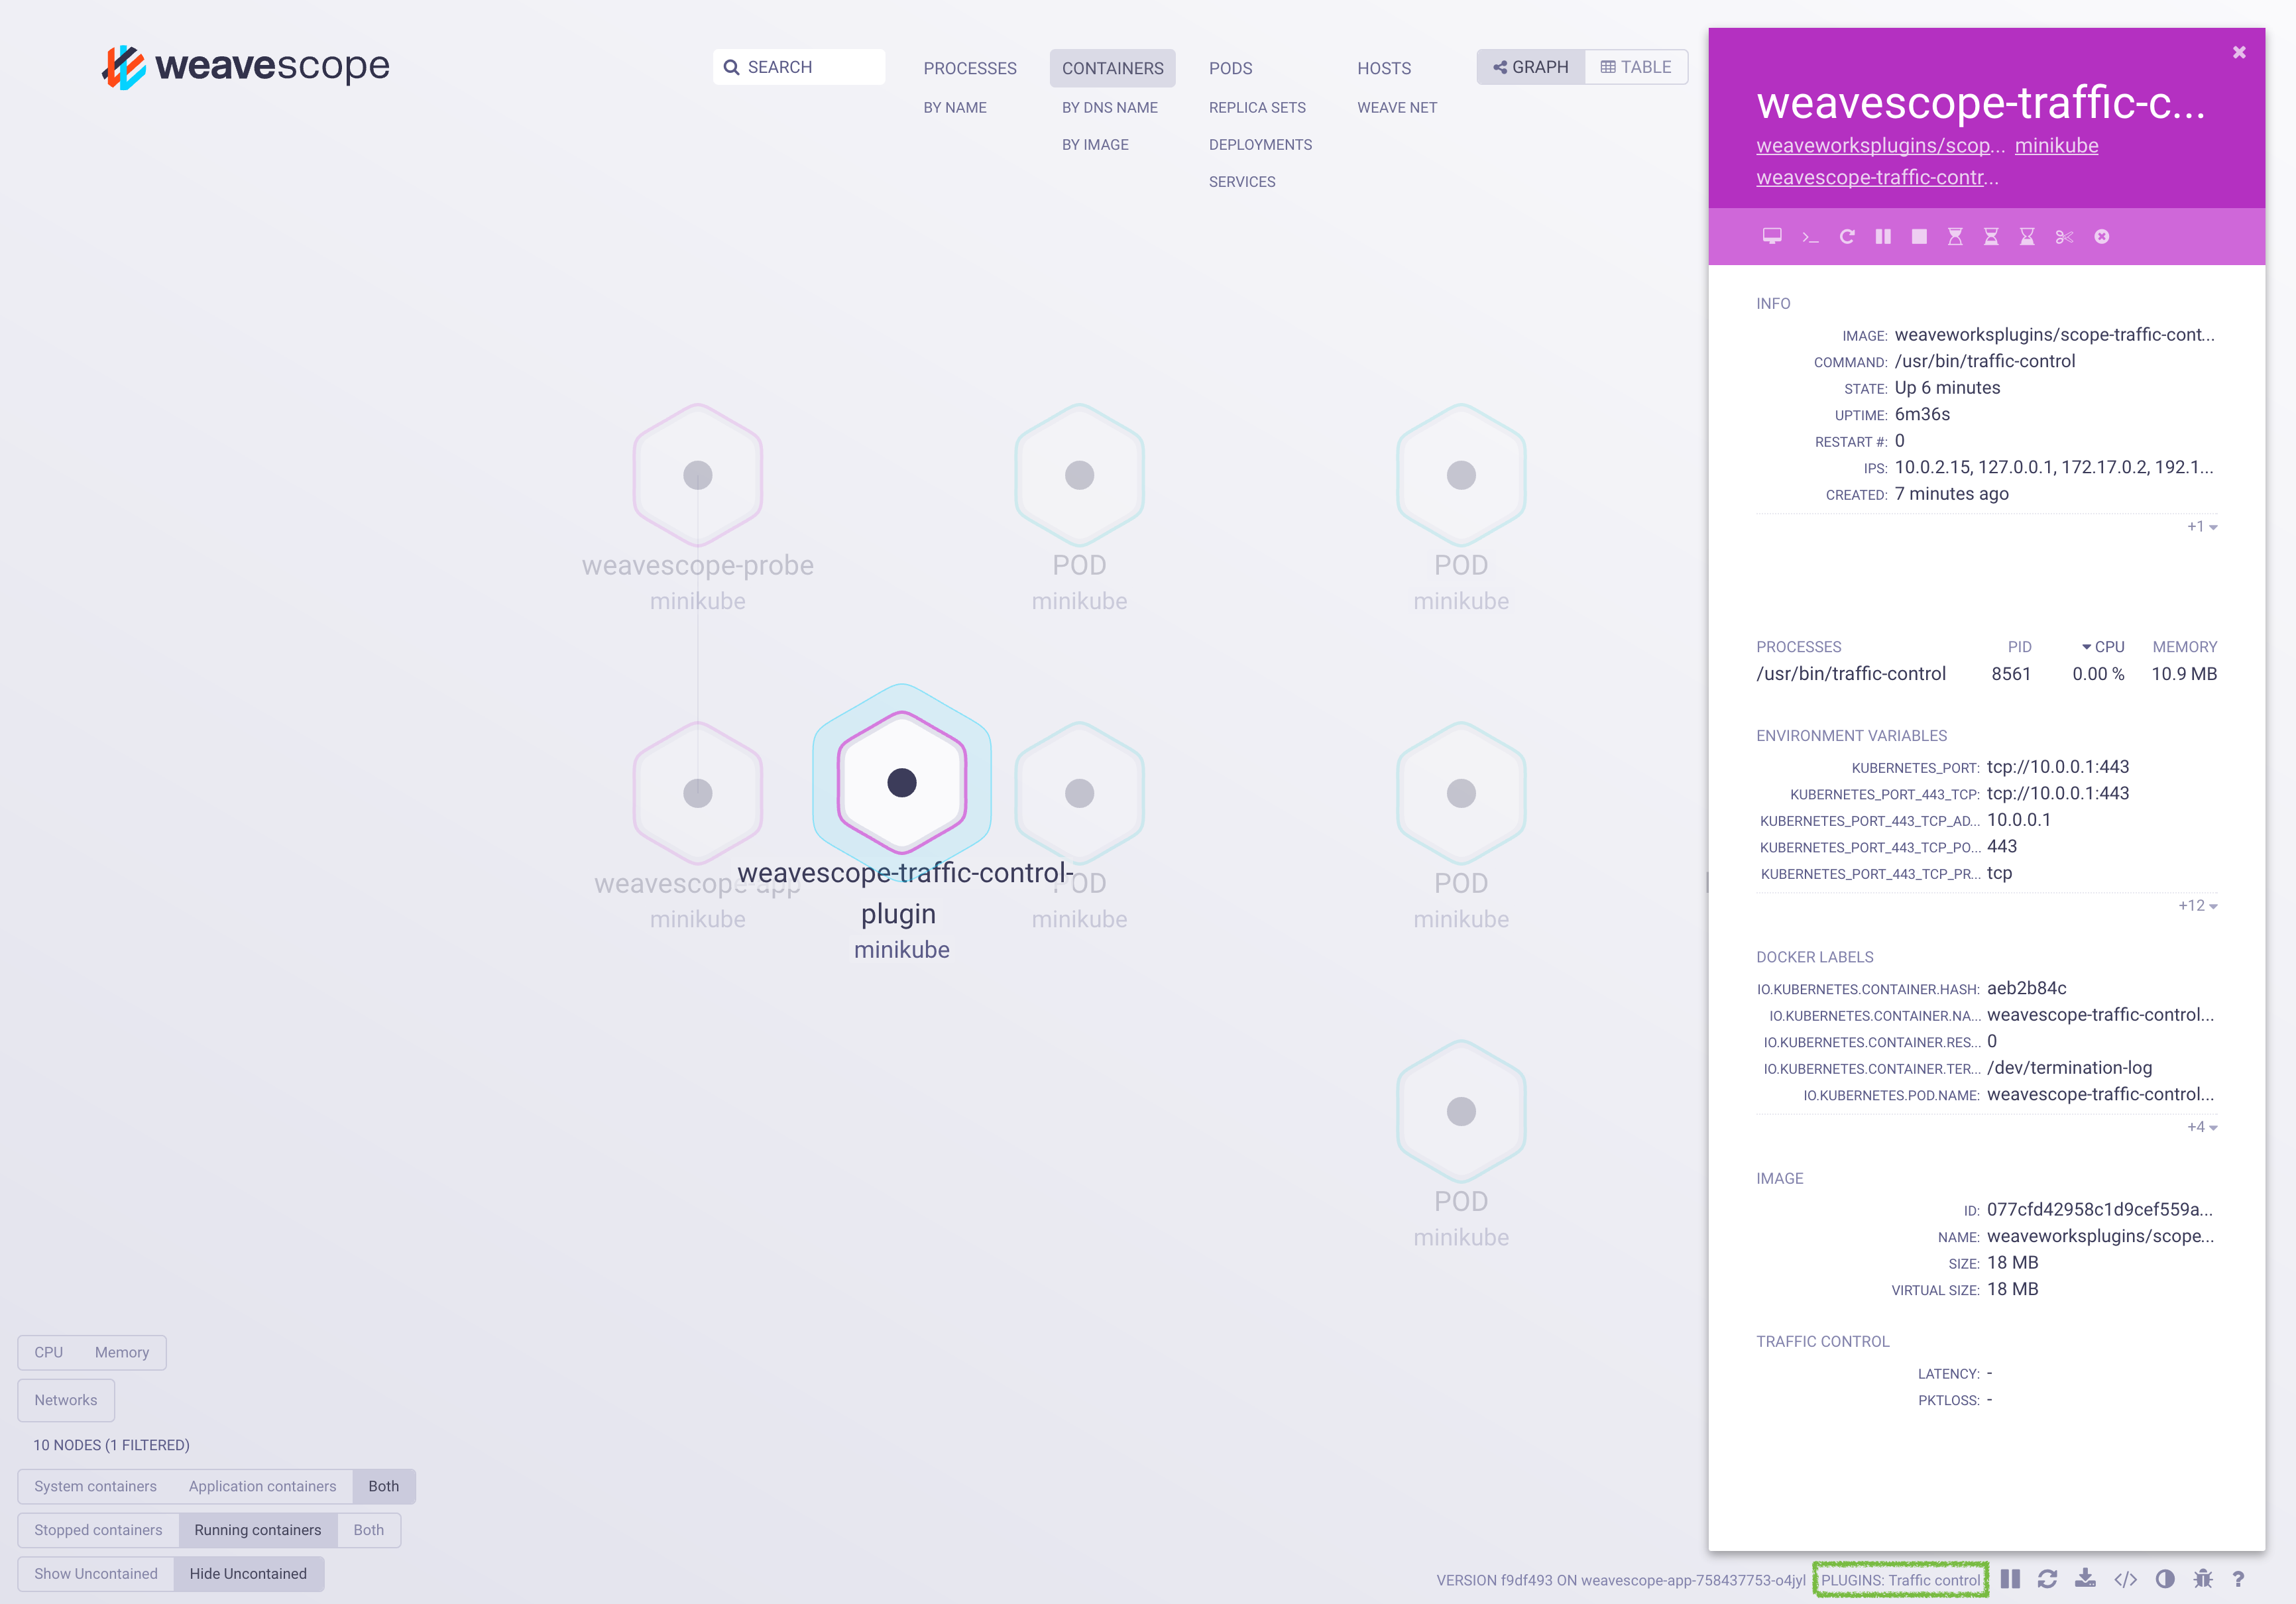 weavescope
SEARCH
PROCESSES
BY NAME
CONTAINERS
BY DNS NAME
BY IMAGE
PODS
REPLICA SETS
DEPLOYMENTS
SERVICES
HOSTS
WEAVE NET
GRAPH
TABLE
weavescope-probe
minikube
POD
minikube
POD
minikube
weavescope-app
minikube
weavescope-traffic-control-
plugin
minikube
POD
minikube
POD
minikube
POD
minikube
CPU Memory
Networks
10 NODES (1 FILTERED)
System containers Application containers Both
Stopped containers Running containers Both
Show Uncontained Hide Uncontained
weavescope-traffic-c...
weaveworksplugins/scop... minikube
weavescope-traffic-contr...
INFO
IMAGE: weaveworksplugins/scope-traffic-cont...
COMMAND: /usr/bin/traffic-control
STATE: Up 6 minutes
UPTIME: 6m36s
RESTART #: 0
IPS: 10.0.2.15, 127.0.0.1, 172.17.0.2, 192.1...
CREATED: 7 minutes ago
+1
PROCESSES PID CPU MEMORY
/usr/bin/traffic-control 8561 0.00 % 10.9 MB
ENVIRONMENT VARIABLES
KUBERNETES_PORT: tcp://10.0.0.1:443
KUBERNETES_PORT_443_TCP: tcp://10.0.0.1:443
KUBERNETES_PORT_443_TCP_AD... 10.0.0.1
KUBERNETES_PORT_443_TCP_PO... 443
KUBERNETES_PORT_443_TCP_PR... tcp
+12
DOCKER LABELS
IO.KUBERNETES.CONTAINER.HASH: aeb2b84c
IO.KUBERNETES.CONTAINER.NA... weavescope-traffic-control...
IO.KUBERNETES.CONTAINER.RES... 0
IO.KUBERNETES.CONTAINER.TER... /dev/termination-log
IO.KUBERNETES.POD.NAME: weavescope-traffic-control...
+4
IMAGE
ID: 077cfd42958c1d9cef559a...
NAME: weaveworksplugins/scope...
SIZE: 18 MB
VIRTUAL SIZE: 18 MB
TRAFFIC CONTROL
LATENCY: -
PKTLOSS: -
VERSION f9df493 ON weavescope-app-758437753-o4jyl PLUGINS: Traffic control </> ?